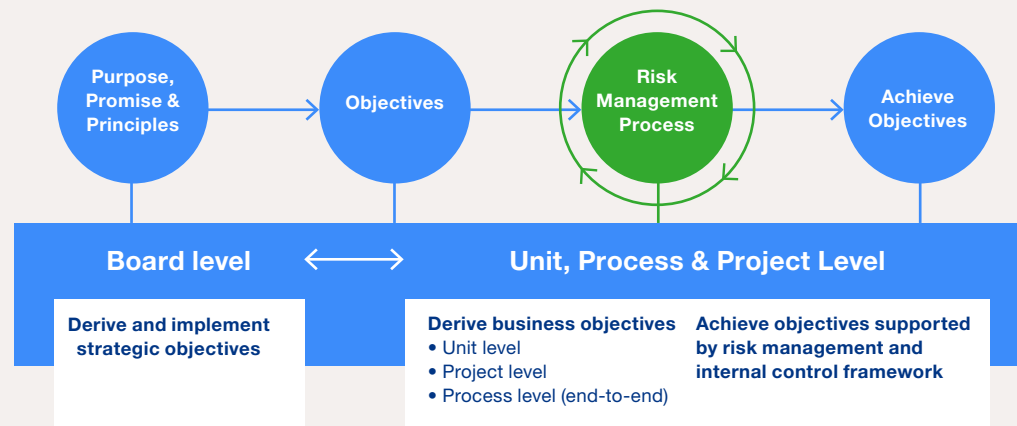 Purpose,
Promise &
Principles
Objectives
Risk
Management
Process
Achieve
Objectives
Board level
Unit, Process & Project Level
Derive and implement
strategic objectives
Derive business objectives
• Unit level
• Project level
• Process level (end-to-end)
Achieve objectives supported
by risk management and
internal control framework